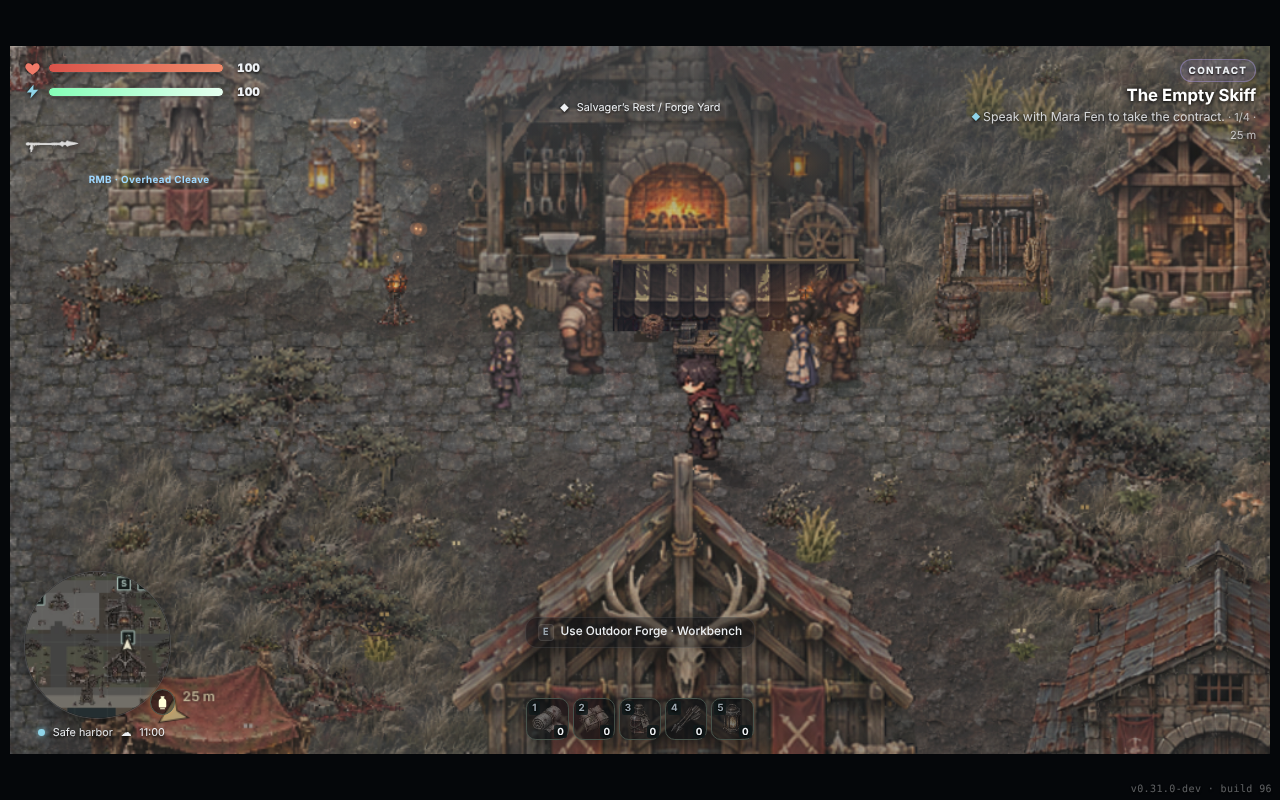 100
100
RMB · Overhead Cleave
Salvager's Rest / Forge Yard
CONTACT
The Empty Skiff
Speak with Mara Fen to take the contract. · 1/4 ·
25 m
S
E Use Outdoor Forge · Workbench
25 m
Safe harbor 11:00
1 2 3 4 5
0 0 0 0 0
v0.31.0-dev · build 96